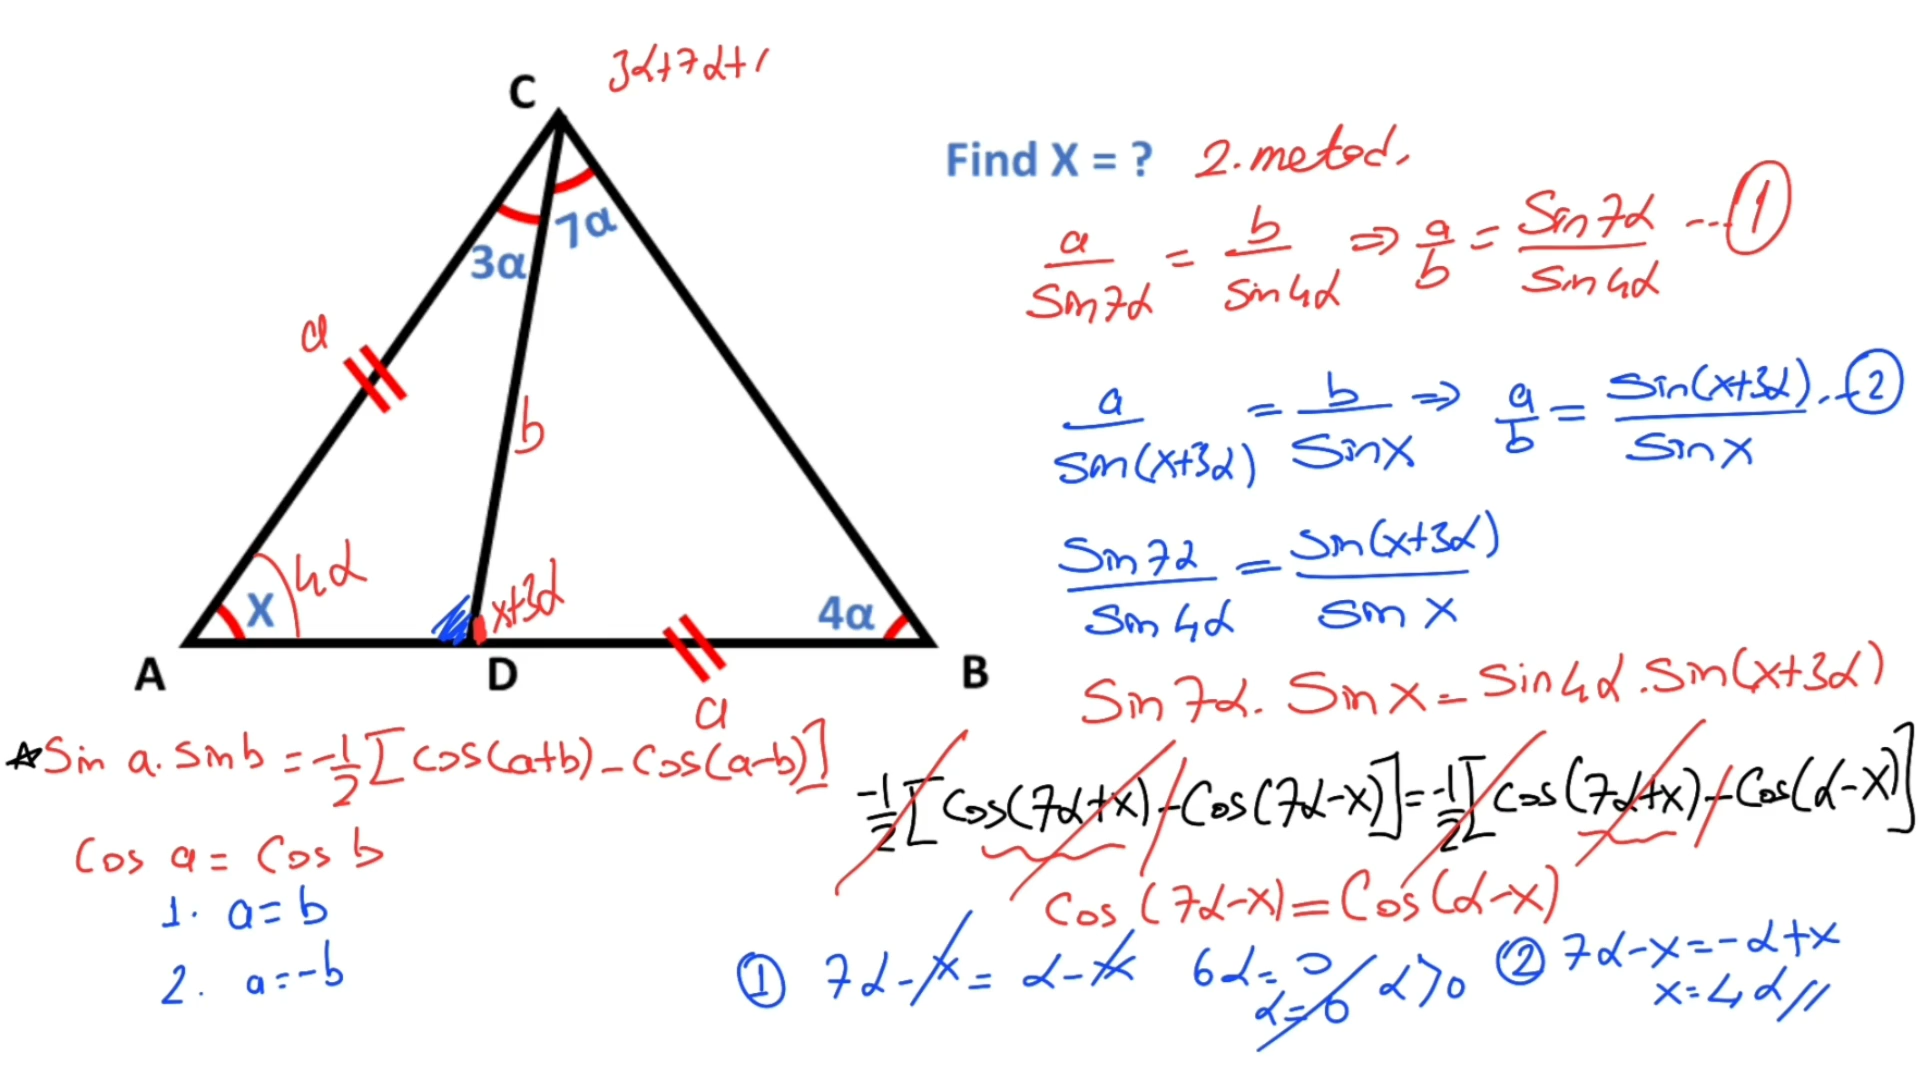 C
3α+7α+
Find X = ? 2. metod.
a/sin7α = b/sin4α ⇒ a/b = sin7α/sin4α ... ①
7α
3α
a
b
a/sin(x+3α) = b/sinx ⇒ a/b = sin(x+3α)/sinx ... ②
sin7α/sin4α = sin(x+3α)/sinx
X
4α
x+3α
4α
A
D
B
a
sin7α. sinx = sin4α. sin(x+3α)
☆ sin a. sin b = -1/2 [cos(a+b) - cos(a-b)]
-1/2 [cos(7α+x) - cos(7α-x)] = -1/2 [cos(7α+x) - cos(α-x)]
cos a = cos b
1. a = b
2. a = -b
cos(7α-x) = cos(α-x)
① 7α-x = α-x 6α = 0
α = 0 α > 0
② 7α-x = -α+x
x = 4α //